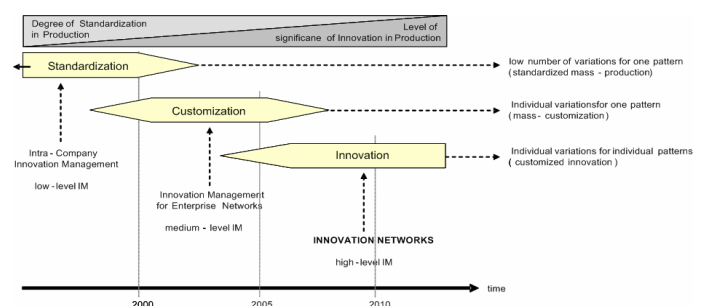 Degree of Standardization
in Production
Level of
significane of Innovation in Production
Standardization
low number of variations for one pattern
(standardized mass - production)
Customization
Individual variationsfor one pattern
(mass- customization)
Intra - Company
Innovation Management
low - level IM
Innovation
Individual variations for individual patterns
( customized innovation )
Innovation Management
for Enterprise Networks
medium - level IM
INNOVATION NETWORKS
high - level IM
time
2000
2005
2010